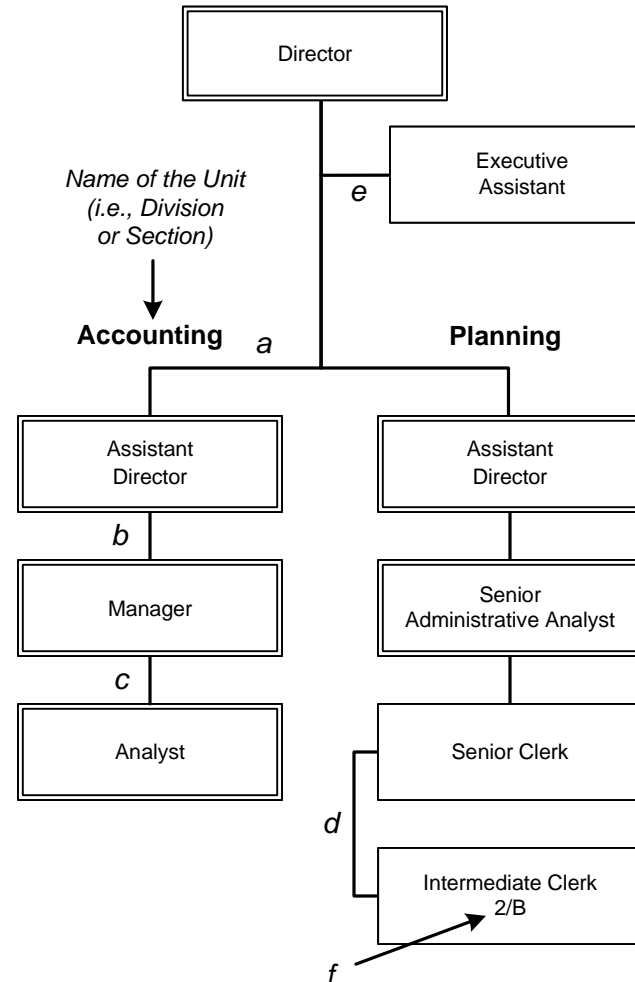 Director
Executive
Assistant
e
Name of the Unit
(i.e., Division
or Section)
Accounting
a
Planning
Assistant
Director
Assistant
Director
b
Manager
Senior
Administrative Analyst
c
Analyst
Senior Clerk
d
Intermediate Clerk
2/B
f